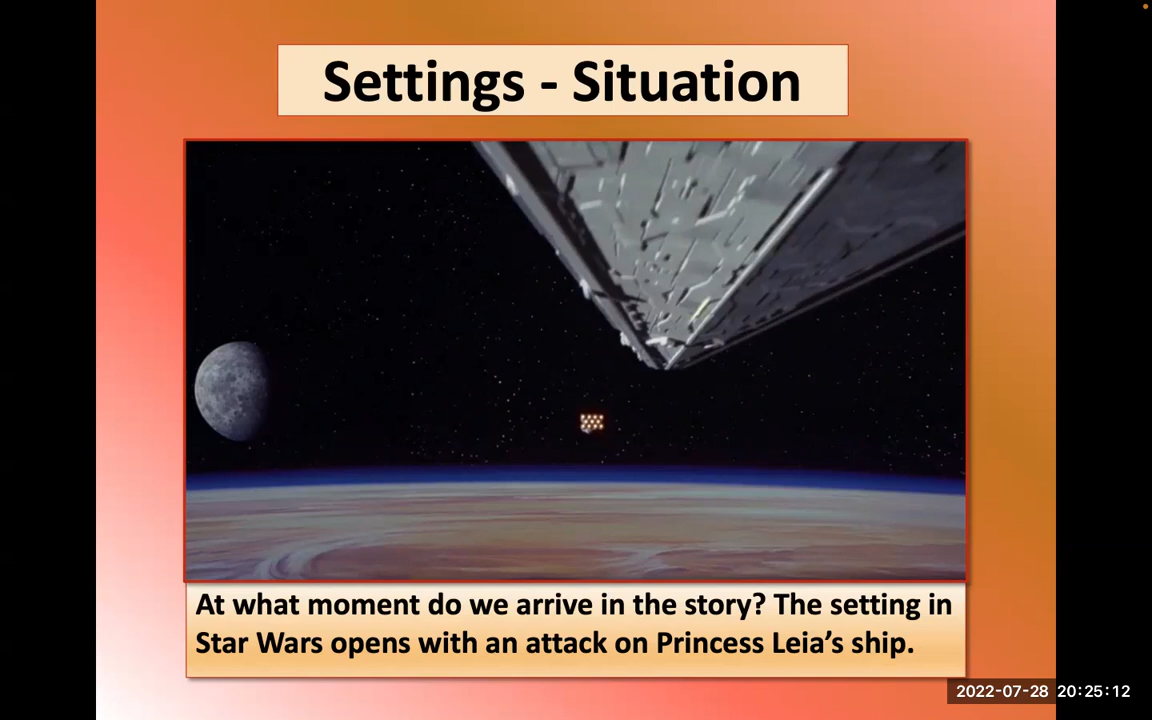 Settings - Situation
At what moment do we arrive in the story? The setting in
Star Wars opens with an attack on Princess Leia’s ship.
2022-07-28 20:25:12